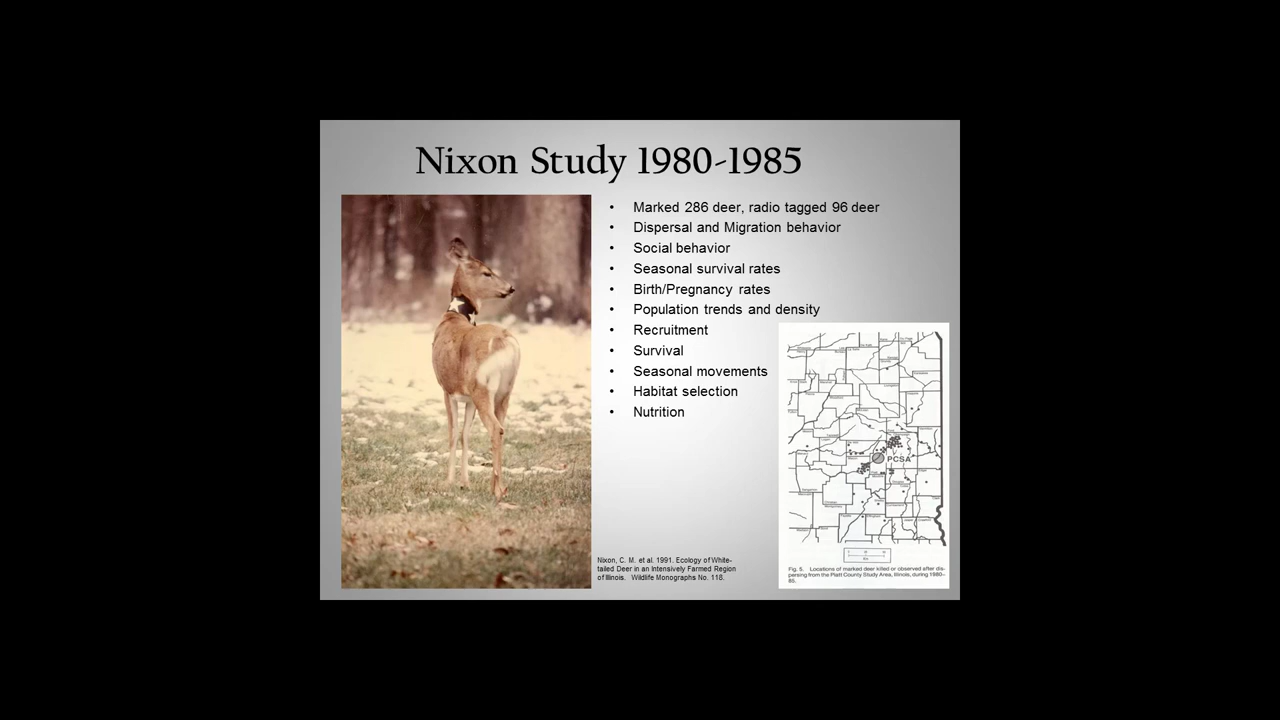 Nixon Study 1980-1985
• Marked 286 deer, radio tagged 96 deer
• Dispersal and Migration behavior
• Social behavior
• Seasonal survival rates
• Birth/Pregnancy rates
• Population trends and density
• Recruitment
• Survival
• Seasonal movements
• Habitat selection
• Nutrition
PCSA
Nixon, C. M. et al. 1991. Ecology of White-
tailed Deer in an Intensively Farmed Region
of Illinois. Wildlife Monographs No. 118.
Fig. 5. Locations of marked deer killed or observed after dis-
persing from the Piatt County Study Area, Illinois, during 1980–
85.